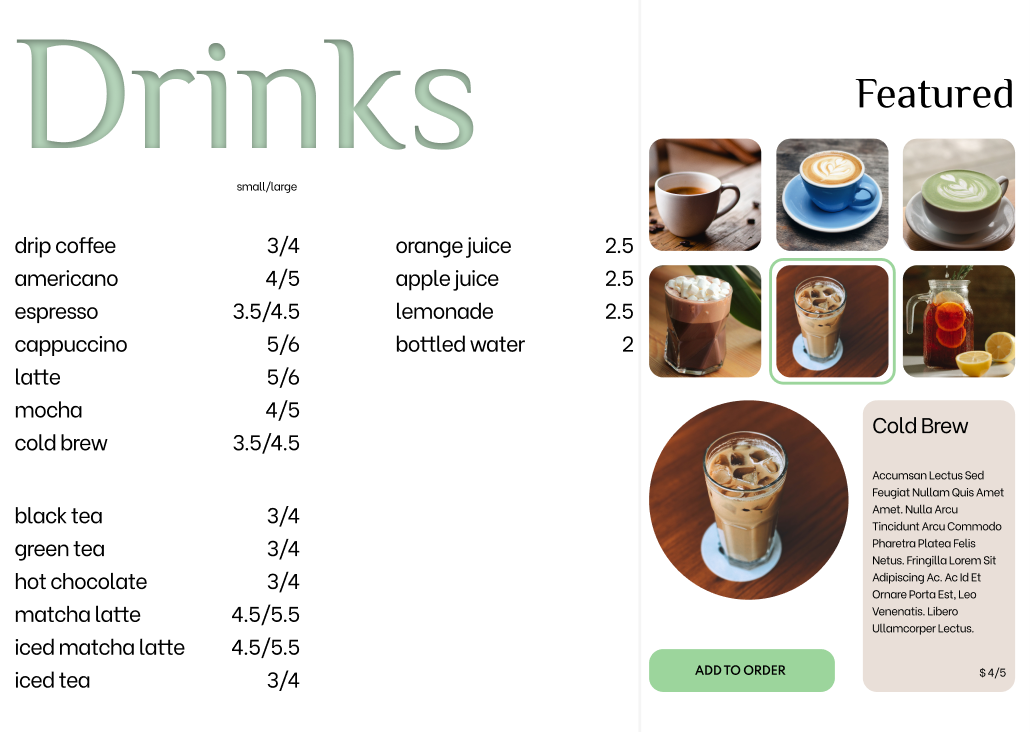 Drinks
small/large
drip coffee 3/4
americano 4/5
espresso 3.5/4.5
cappuccino 5/6
latte 5/6
mocha 4/5
cold brew 3.5/4.5
black tea 3/4
green tea 3/4
hot chocolate 3/4
matcha latte 4.5/5.5
iced matcha latte 4.5/5.5
iced tea 3/4
orange juice 2.5
apple juice 2.5
lemonade 2.5
bottled water 2
Featured
Cold Brew
Accumsan Lectus Sed
Feugiat Nullam Quis Amet
Amet. Nulla Arcu
Tincidunt Arcu Commodo
Pharetra Platea Felis
Netus. Fringilla Lorem Sit
Adipiscing Ac. Ac Id Et
Ornare Porta Est, Leo
Venenatis. Libero
Ullamcorper Lectus.
$ 4/5
ADD TO ORDER